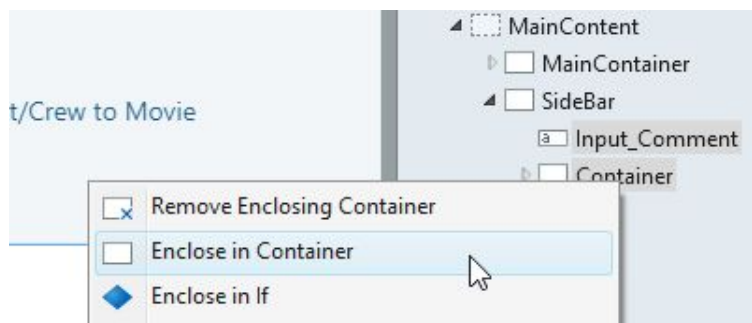 MainContent
MainContainer
SideBar
t/Crew to Movie
a Input_Comment
Container
Remove Enclosing Container
Enclose in Container
Enclose in If